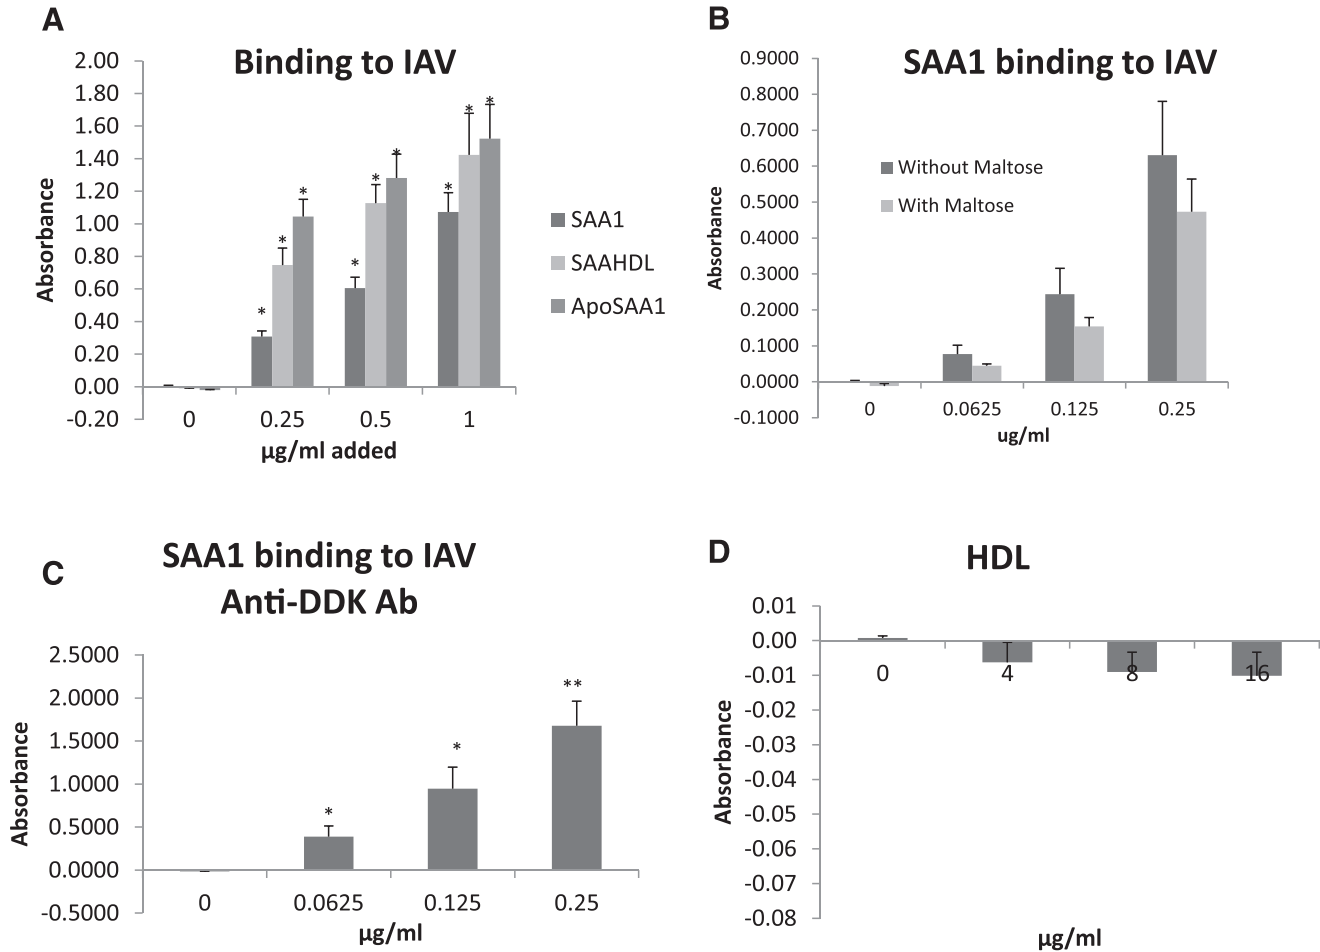 A
Binding to IAV
2.00
1.80
1.60
1.40
1.20
1.00
0.80
0.60
0.40
0.20
0.00
-0.20
Absorbance
* * *
* * *
* * *
0 0.25 0.5 1
µg/ml added
SAA1
SAAHDL
ApoSAA1
B
SAA1 binding to IAV
0.9000
0.8000
0.7000
0.6000
0.5000
0.4000
0.3000
0.2000
0.1000
0.0000
-0.1000
Absorbance
Without Maltose
With Maltose
0 0.0625 0.125 0.25
ug/ml
C
SAA1 binding to IAV
Anti-DDK Ab
2.5000
2.0000
1.5000
1.0000
0.5000
0.0000
-0.5000
Absorbance
* * **
0 0.0625 0.125 0.25
µg/ml
D
HDL
0.01
0.00
-0.01
-0.02
-0.03
-0.04
-0.05
-0.06
-0.07
-0.08
Absorbance
0 4 8 16
µg/ml